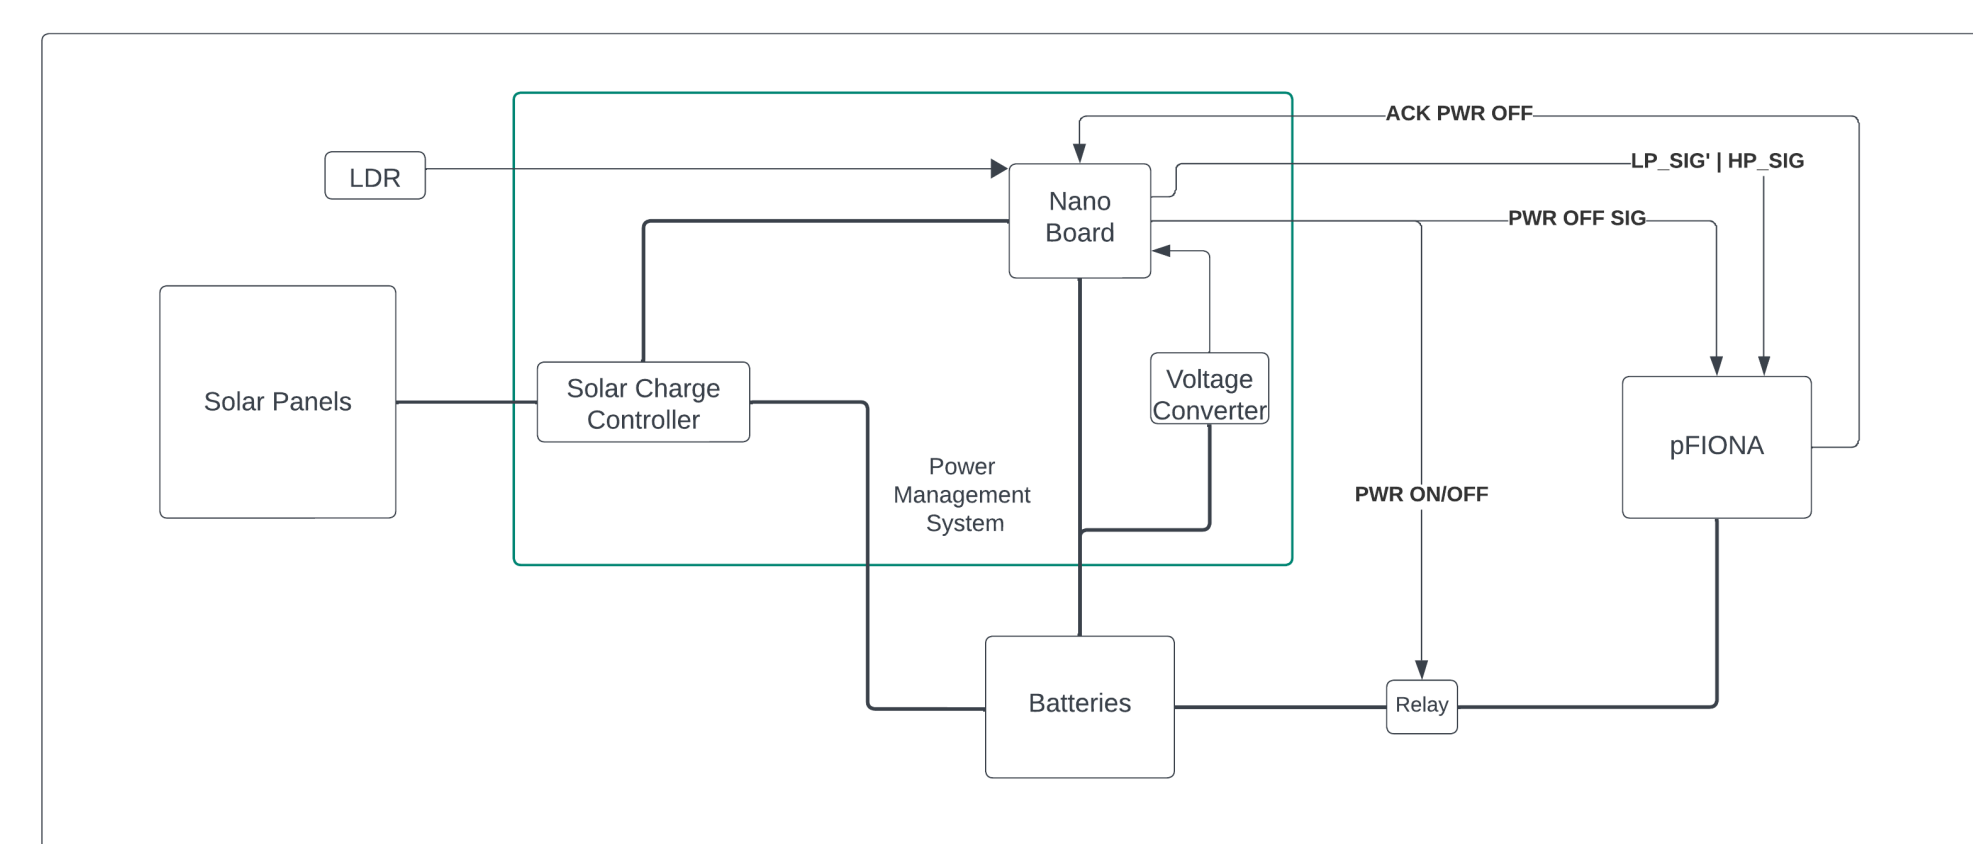 ACK PWR OFF
LP_SIG' | HP_SIG
LDR
Nano
Board
PWR OFF SIG
Solar Panels
Solar Charge
Controller
Voltage
Converter
pFIONA
Power
Management
System
PWR ON/OFF
Batteries
Relay